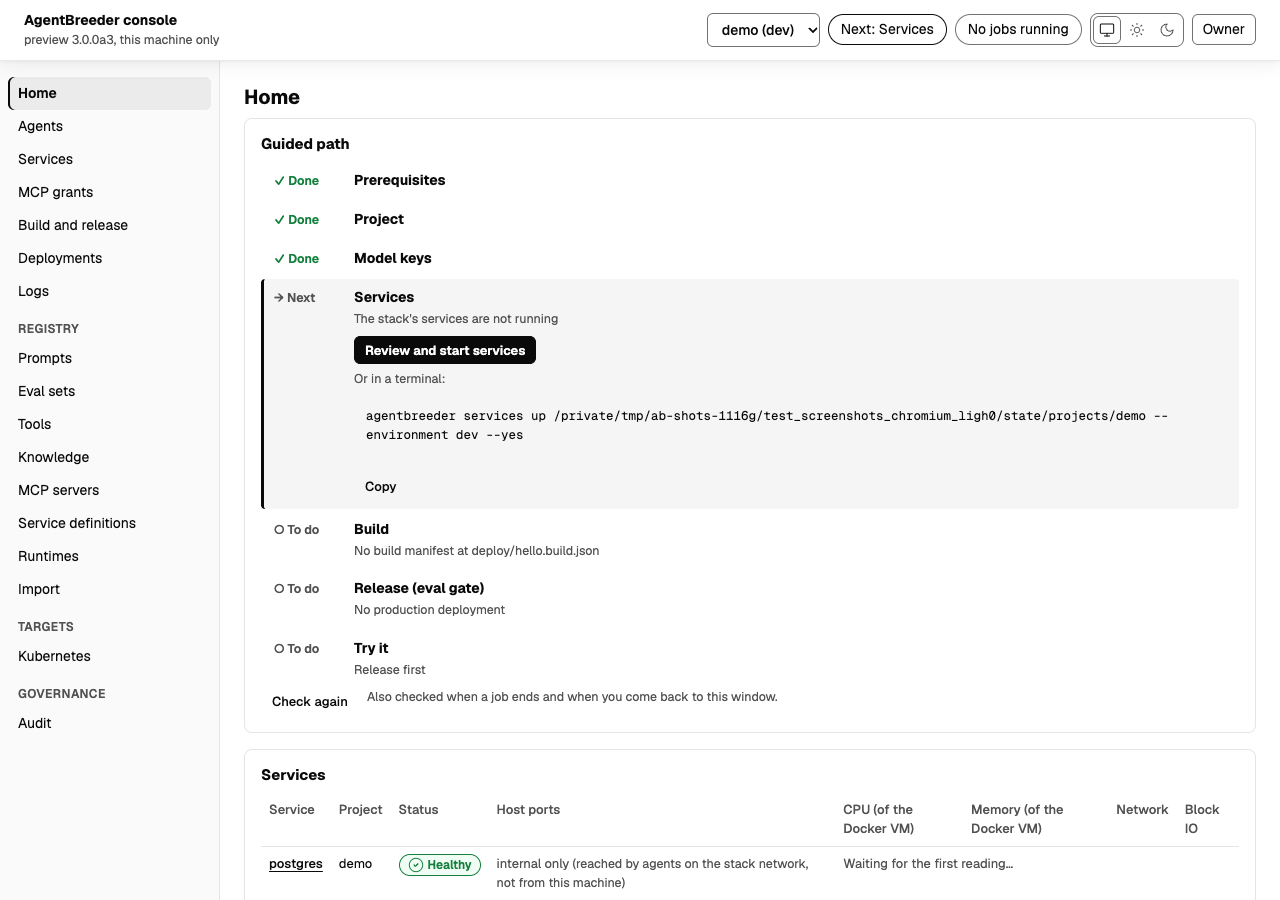 AgentBreeder console
preview 3.0.0a3, this machine only
demo (dev)
Next: Services
No jobs running
Owner
Home
Agents
Services
MCP grants
Build and release
Deployments
Logs
REGISTRY
Prompts
Eval sets
Tools
Knowledge
MCP servers
Service definitions
Runtimes
Import
TARGETS
Kubernetes
GOVERNANCE
Audit
Home
Guided path
Done Prerequisites
Done Project
Done Model keys
Next Services
The stack's services are not running
Review and start services
Or in a terminal:
agentbreeder services up /private/tmp/ab-shots-1116g/test_screenshots_chromium_ligh0/state/projects/demo --
environment dev --yes
Copy
To do Build
No build manifest at deploy/hello.build.json
To do Release (eval gate)
No production deployment
To do Try it
Release first
Check again Also checked when a job ends and when you come back to this window.
Services
Service Project Status Host ports CPU (of the Docker VM) Memory (of the Docker VM) Network Block IO
postgres demo Healthy internal only (reached by agents on the stack network, Waiting for the first reading...
not from this machine)